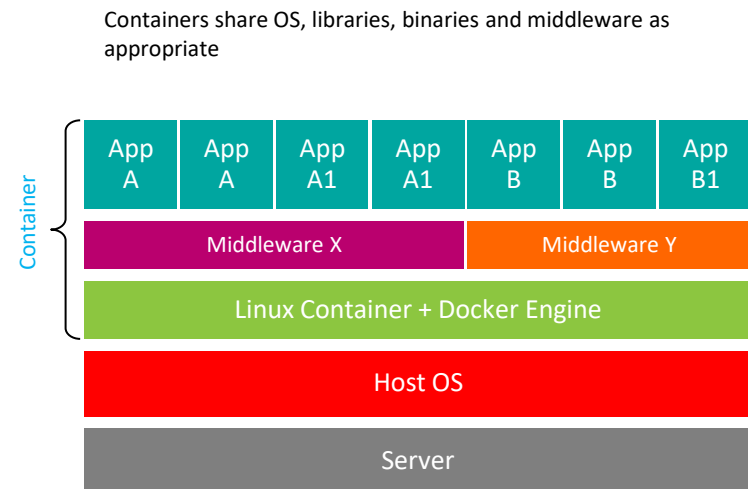 Containers share OS, libraries, binaries and middleware as
appropriate
Container
App
A
App
A
App
A1
App
A1
App
B
App
B
App
B1
Middleware X
Middleware Y
Linux Container + Docker Engine
Host OS
Server